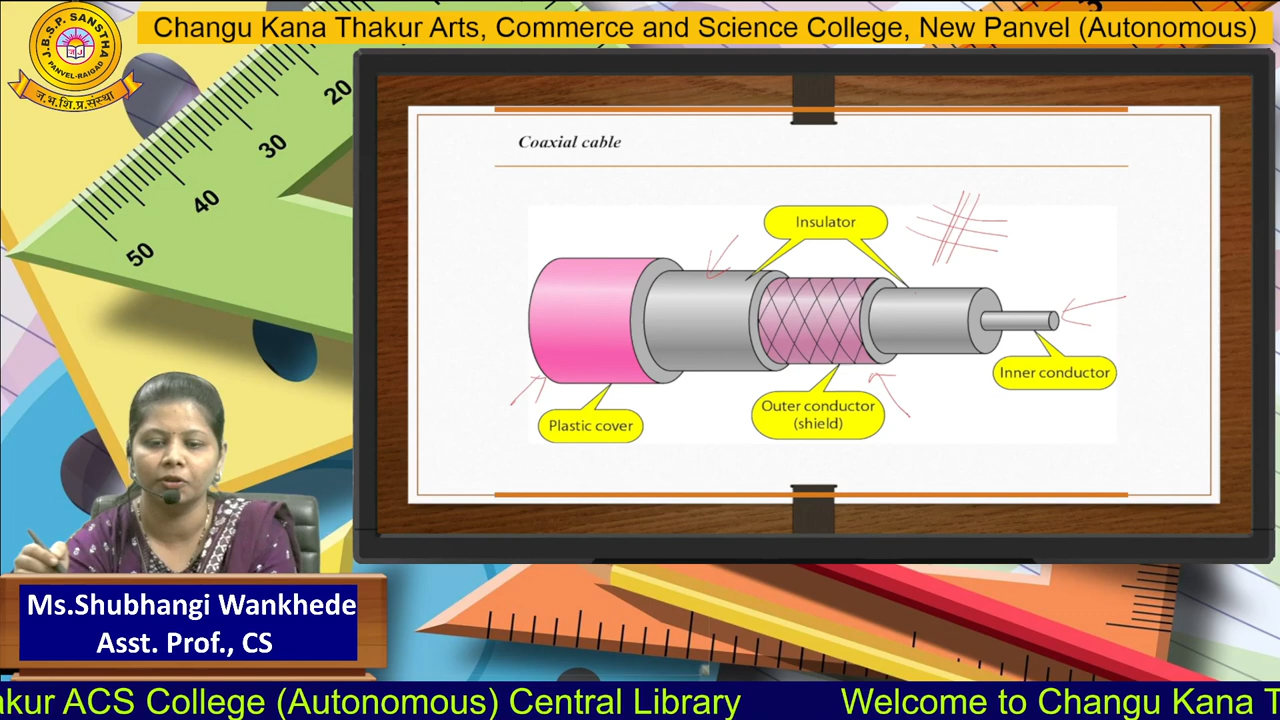 Changu Kana Thakur Arts, Commerce and Science College, New Panvel (Autonomous)
J.B.S.P. SANSTHA
PANVEL-RAIGAD
ज.भ.शि.प्र.संस्था
20
30
40
50
Coaxial cable
Insulator
Inner conductor
Outer conductor
(shield)
Plastic cover
Ms.Shubhangi Wankhede
Asst. Prof., CS
akur ACS College (Autonomous) Central Library
Welcome to Changu Kana T